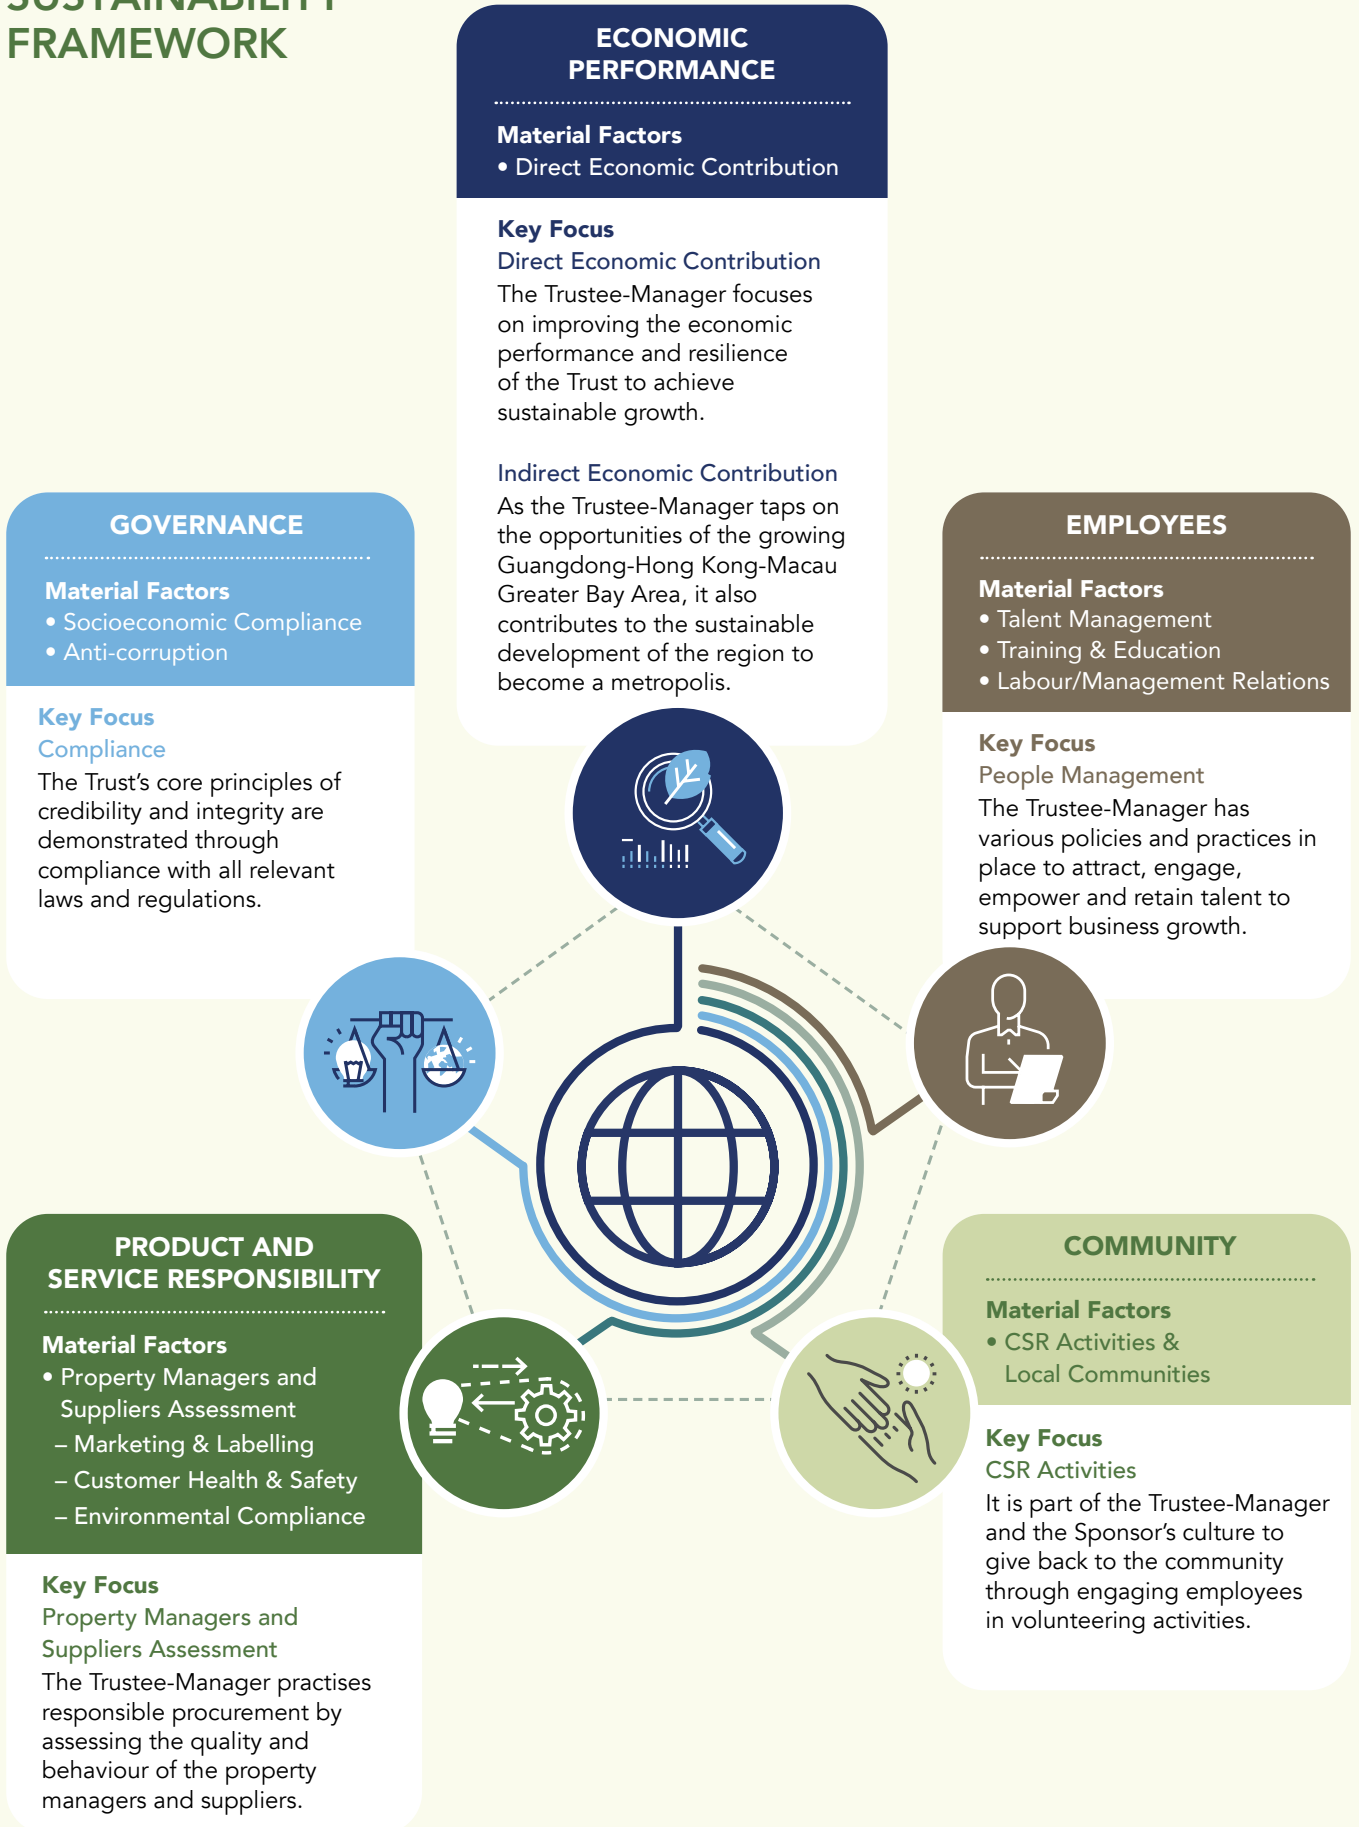 SUSTAINABILITY
FRAMEWORK
ECONOMIC
PERFORMANCE
Material Factors
• Direct Economic Contribution
Key Focus
Direct Economic Contribution
The Trustee-Manager focuses
on improving the economic
performance and resilience
of the Trust to achieve
sustainable growth.
Indirect Economic Contribution
As the Trustee-Manager taps on
the opportunities of the growing
Guangdong-Hong Kong-Macau
Greater Bay Area, it also
contributes to the sustainable
development of the region to
become a metropolis.
GOVERNANCE
Material Factors
• Socioeconomic Compliance
• Anti-corruption
Key Focus
Compliance
The Trust’s core principles of
credibility and integrity are
demonstrated through
compliance with all relevant
laws and regulations.
EMPLOYEES
Material Factors
• Talent Management
• Training & Education
• Labour/Management Relations
Key Focus
People Management
The Trustee-Manager has
various policies and practices in
place to attract, engage,
empower and retain talent to
support business growth.
PRODUCT AND
SERVICE RESPONSIBILITY
Material Factors
• Property Managers and
Suppliers Assessment
– Marketing & Labelling
– Customer Health & Safety
– Environmental Compliance
Key Focus
Property Managers and
Suppliers Assessment
The Trustee-Manager practises
responsible procurement by
assessing the quality and
behaviour of the property
managers and suppliers.
COMMUNITY
Material Factors
• CSR Activities &
Local Communities
Key Focus
CSR Activities
It is part of the Trustee-Manager
and the Sponsor’s culture to
give back to the community
through engaging employees
in volunteering activities.